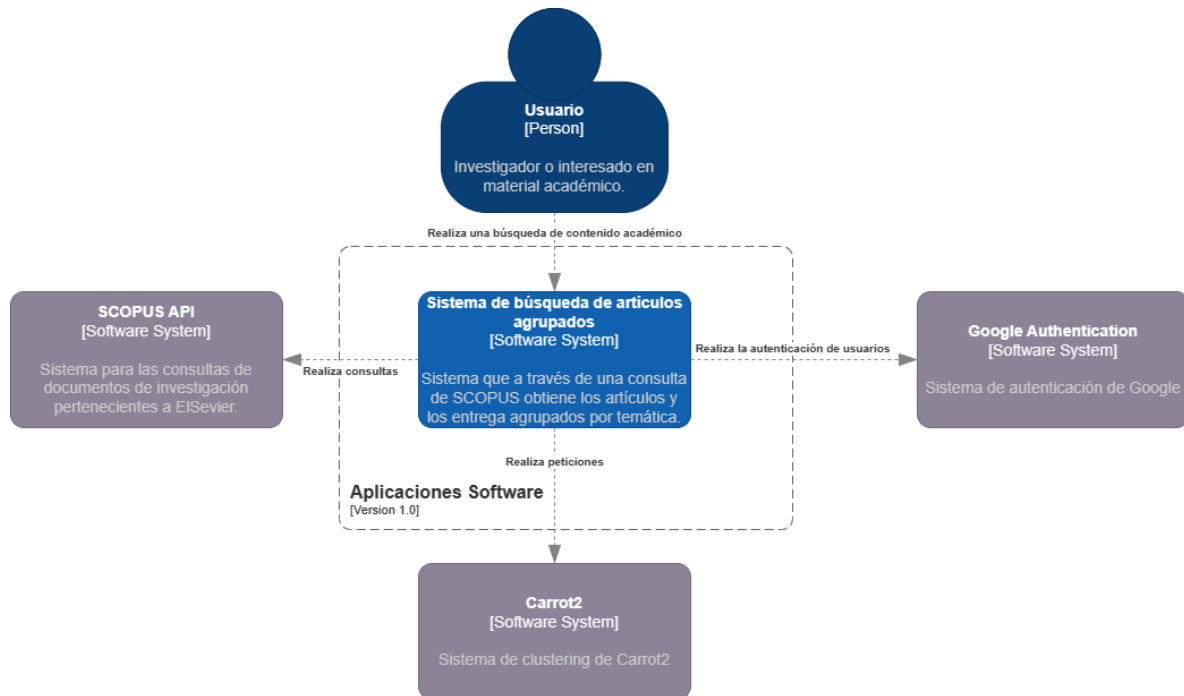 Usuario
[Person]
Investigador o interesado en
material académico.
Realiza una búsqueda de contenido académico
SCOPUS API
[Software System]
Sistema para las consultas de
documentos de investigación
pertenecientes a ElSevier.
Realiza consultas
Sistema de búsqueda de artículos
agrupados
[Software System]
Sistema que a través de una consulta
de SCOPUS obtiene los artículos y
los entrega agrupados por temática.
Realiza la autenticación de usuarios
Google Authentication
[Software System]
Sistema de autenticación de Google
Realiza peticiones
Aplicaciones Software
[Version 1.0]
Carrot2
[Software System]
Sistema de clustering de Carrot2